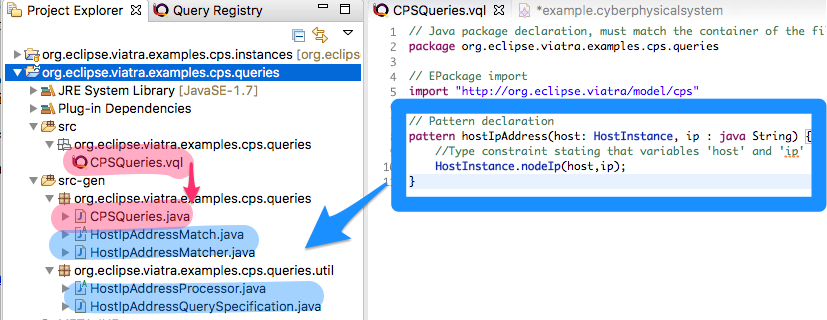 Project Explorer
Query Registry
org.eclipse.viatra.examples.cps.instances [org.eclips
org.eclipse.viatra.examples.cps.queries
JRE System Library [JavaSE-1.7]
Plug-in Dependencies
src
org.eclipse.viatra.examples.cps.queries
CPSQueries.vql
src-gen
org.eclipse.viatra.examples.cps.queries
CPSQueries.java
HostIpAddressMatch.java
HostIpAddressMatcher.java
org.eclipse.viatra.examples.cps.queries.util
HostIpAddressProcessor.java
HostIpAddressQuerySpecification.java
CPSQueries.vql
*example.cyberphysicalsystem
1 // Java package declaration, must match the container of the fi
2 package org.eclipse.viatra.examples.cps.queries
3
4 // EPackage import
5 import "http://org.eclipse.viatra/model/cps"
// Pattern declaration
pattern hostIpAddress(host: HostInstance, ip : java String) {
//Type constraint stating that variables 'host' and 'ip'
HostInstance.nodeIp(host,ip);
}